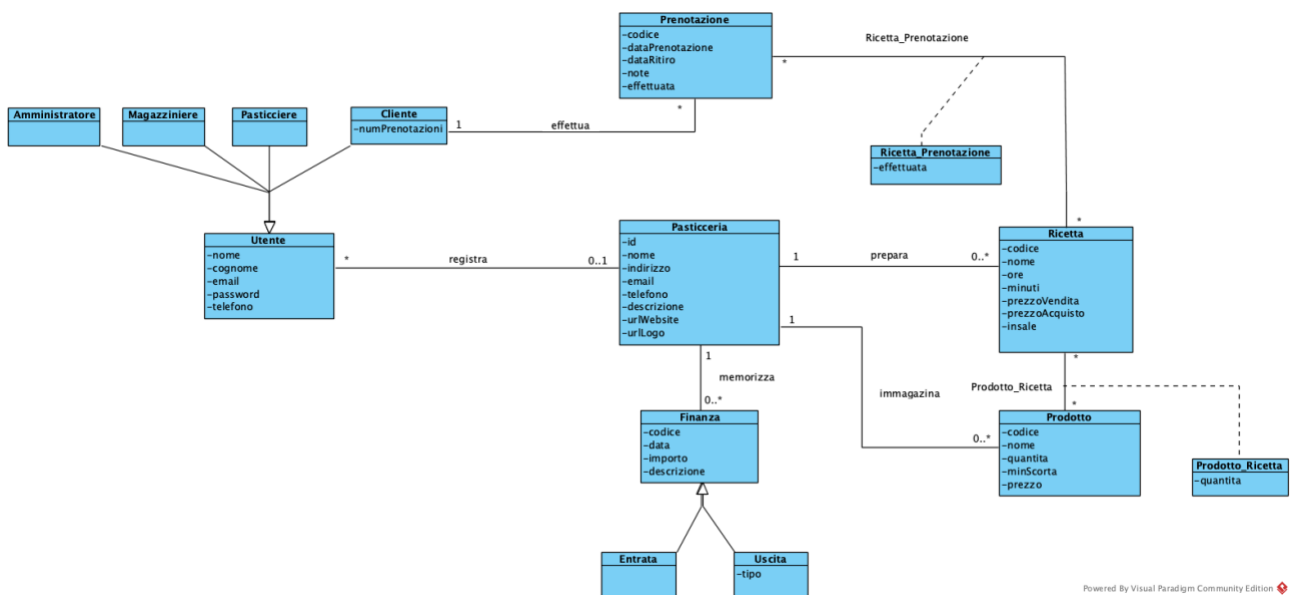 Prenotazione
-codice
-dataPrenotazione
-dataRitiro
-note
-effettuata
Ricetta_Prenotazione
*
*
Amministratore
Magazziniere
Pasticciere
Cliente
-numPrenotazioni
1
effettua
Ricetta_Prenotazione
-effettuata
*
Utente
-nome
-cognome
-email
-password
-telefono
*
registra
0..1
Pasticceria
-id
-nome
-indirizzo
-email
-telefono
-descrizione
-urlWebsite
-urlLogo
1
prepara
0..*
Ricetta
-codice
-nome
-ore
-minuti
-prezzoVendita
-prezzoAcquisto
-insale
1
1
memorizza
0..*
immagazina
0..*
*
Prodotto_Ricetta
*
Finanza
-codice
-data
-importo
-descrizione
Prodotto
-codice
-nome
-quantita
-minScorta
-prezzo
Prodotto_Ricetta
-quantita
Entrata
Uscita
-tipo
Powered By Visual Paradigm Community Edition